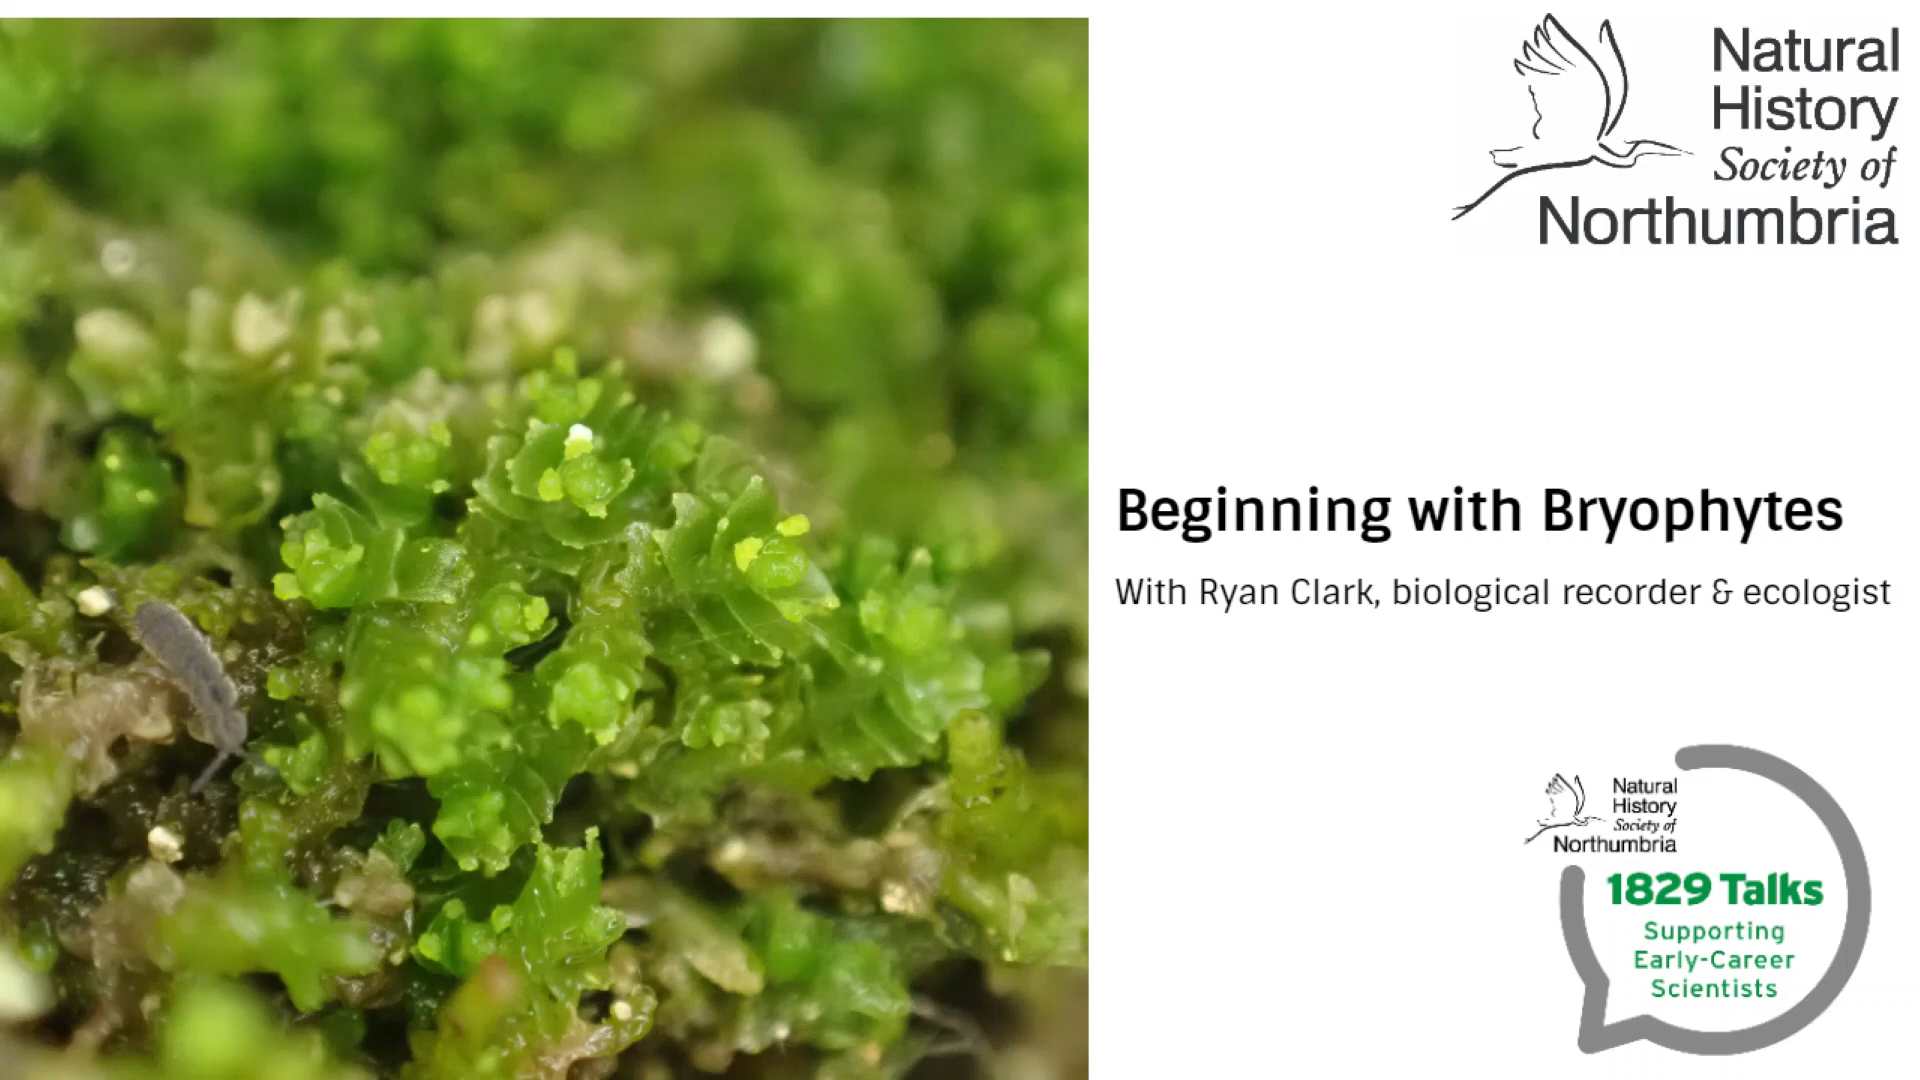 Natural
History
Society of
Northumbria
Beginning with Bryophytes
With Ryan Clark, biological recorder & ecologist
Natural
History
Society of
Northumbria
1829 Talks
Supporting
Early-Career
Scientists